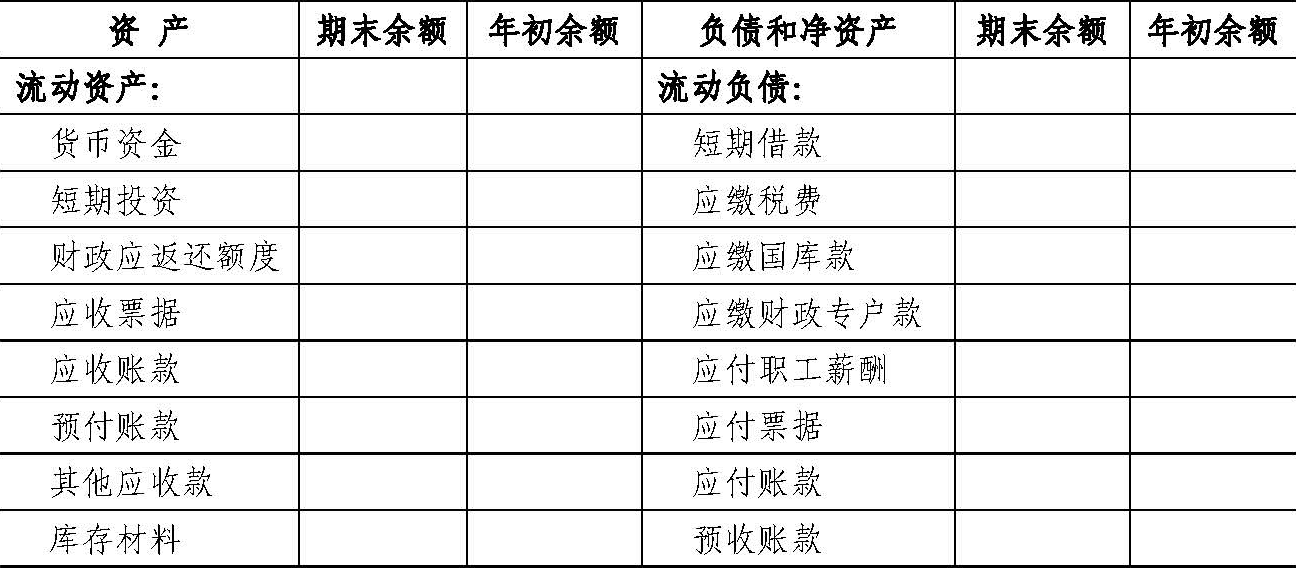 资 产 期末余额 年初余额 负债和净资产 期末余额 年初余额
流动资产: 流动负债:
货币资金 短期借款
短期投资 应缴税费
财政应返还额度 应缴国库款
应收票据 应缴财政专户款
应收账款 应付职工薪酬
预付账款 应付票据
其他应收款 应付账款
库存材料 预收账款